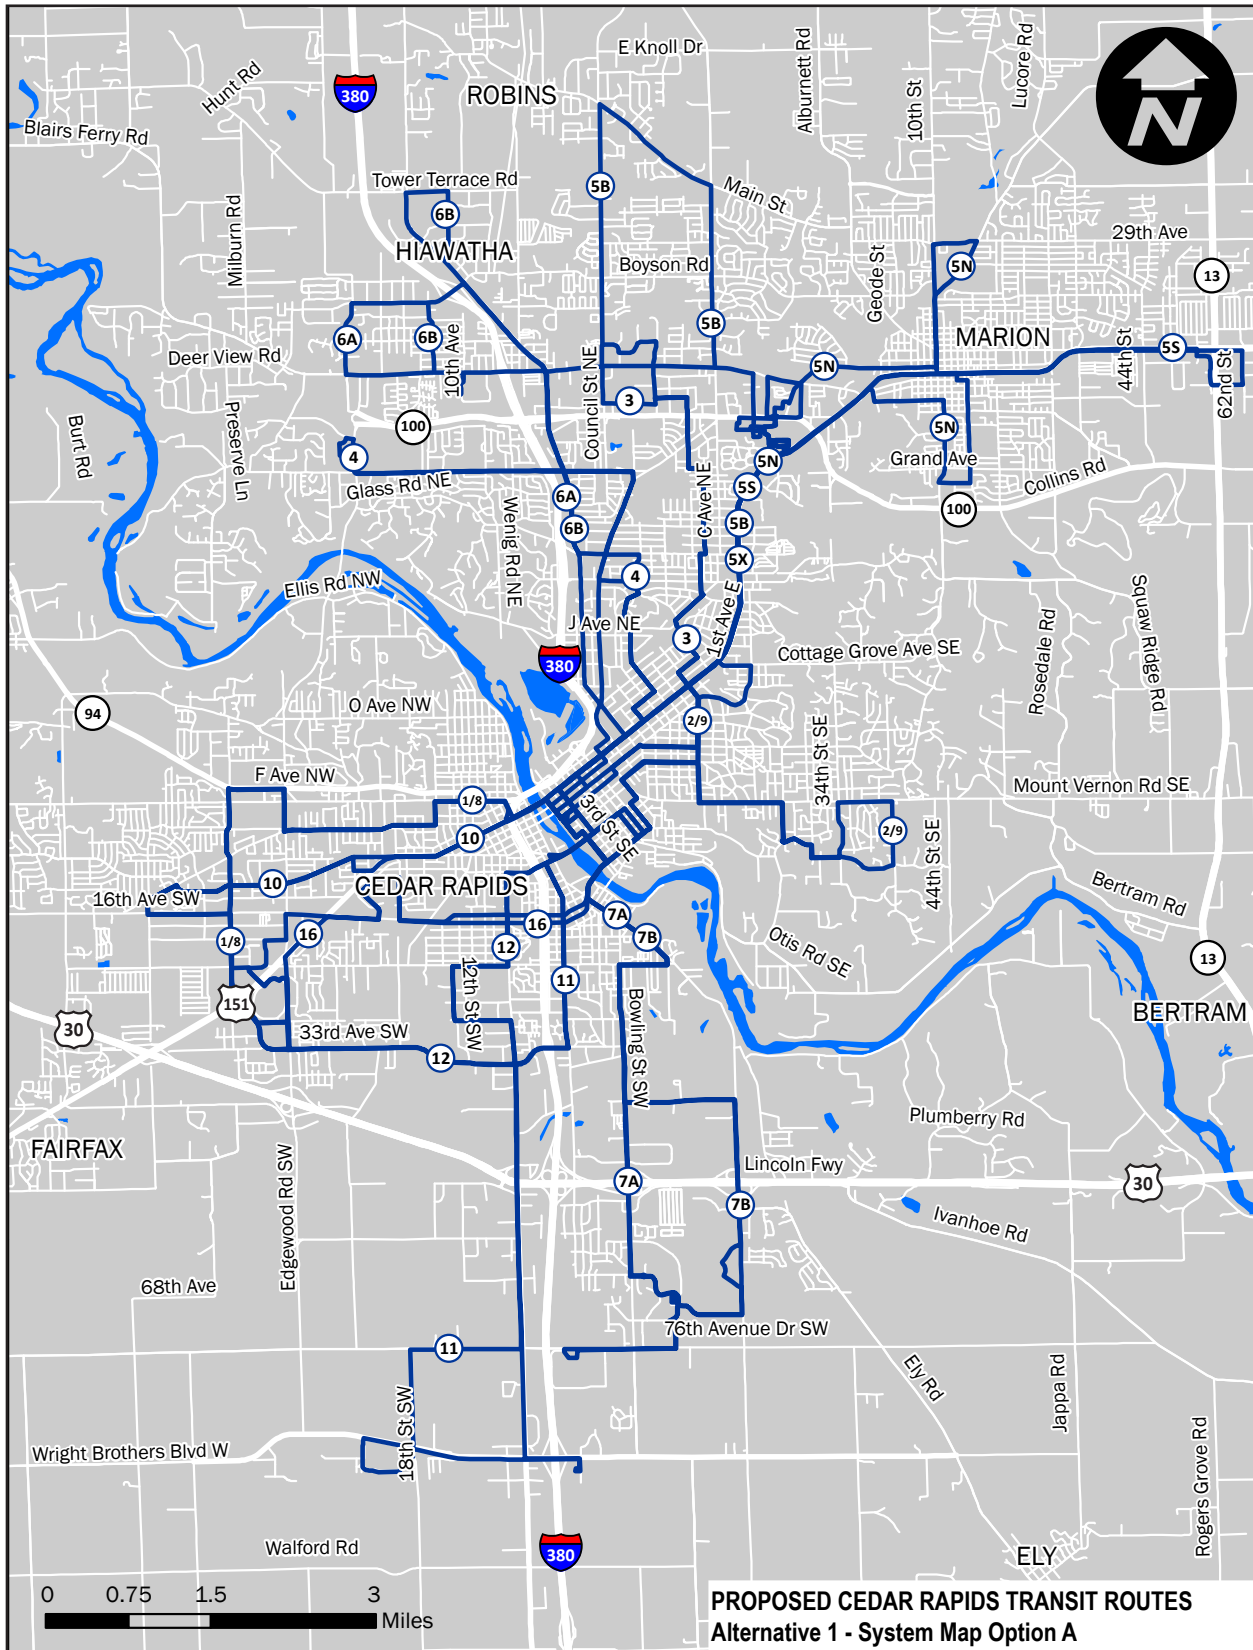 E Knoll Dr
Lucore Rd
Alburnett Rd
10th St
Hunt Rd
380
ROBINS
N
Blairs Ferry Rd
Tower Terrace Rd
5B
Main St
6B
Milburn Rd
HIAWATHA
29th Ave
Boyson Rd
Geode St
5N
13
5B
6A
6B
10th Ave
MARION
44th St
5S
Deer View Rd
Council St NE
5N
62nd St
3
Burt Rd
Preserve Ln
100
5N
4
Grand Ave
Collins Rd
Glass Rd NE
5N
5S
C Ave NE
6A
100
Wenig Rd NE
6B
5B
5X
Ellis Rd NW
4
Squaw Ridge Rd
Rosedale Rd
J Ave NE
3
1st Ave E
Cottage Grove Ave SE
380
O Ave NW
94
2/9
34th St SE
F Ave NW
Mount Vernon Rd SE
1/8
3rd St SE
2/9
10
44th St SE
16th Ave SW
10
CEDAR RAPIDS
Bertram Rd
7A
16
16
7B
1/8
12
Otis Rd SE
13
12th St SW
11
Bowling St SW
151
30
33rd Ave SW
BERTRAM
12
Plumberry Rd
FAIRFAX
Edgewood Rd SW
Lincoln Fwy
7A
30
7B
Ivanhoe Rd
68th Ave
76th Avenue Dr SW
11
Ely Rd
Jappa Rd
18th St SW
Wright Brothers Blvd W
Rogers Grove Rd
Walford Rd
380
ELY
0 0.75 1.5 3
Miles
PROPOSED CEDAR RAPIDS TRANSIT ROUTES
Alternative 1 - System Map Option A